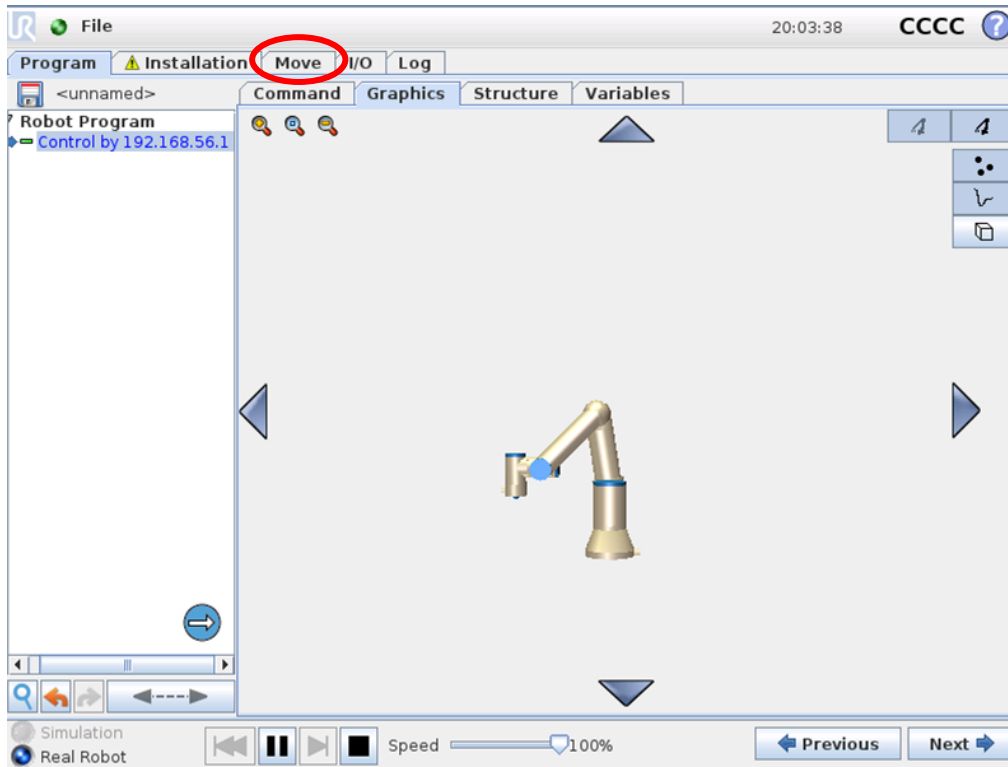 UR File 20:03:38 CCCC ?
Program Installation Move I/O Log
<unnamed> Command Graphics Structure Variables
Robot Program
Control by 192.168.56.1
Simulation
Real Robot
Speed 100%
Previous Next